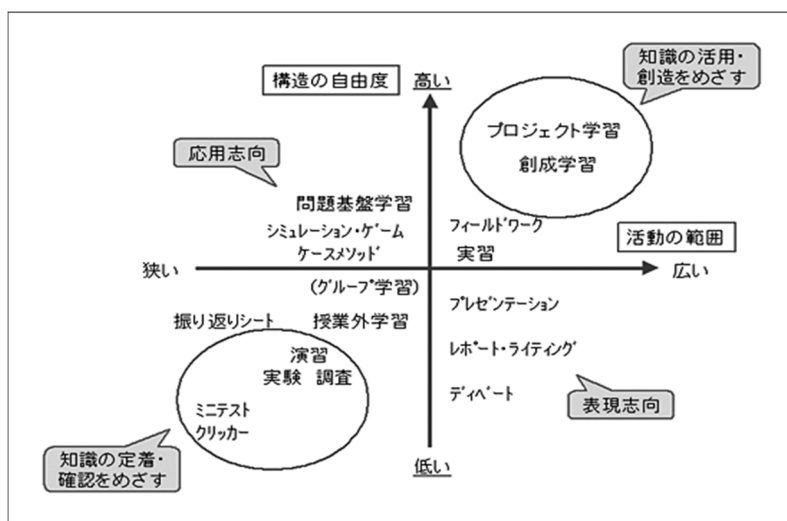 知識の活用・
創造をめざす
構造の自由度
高い
プロジェクト学習
創成学習
応用志向
問題基盤学習
シミュレーション・ゲーム
ケースメソッド
フィールドワーク
実習
活動の範囲
狭い
広い
(グループ学習)
プレゼンテーション
振り返りシート
授業外学習
レポート・ライティング
演習
実験 調査
ディベート
表現志向
ミニテスト
クリッカー
知識の定着・
確認をめざす
低い